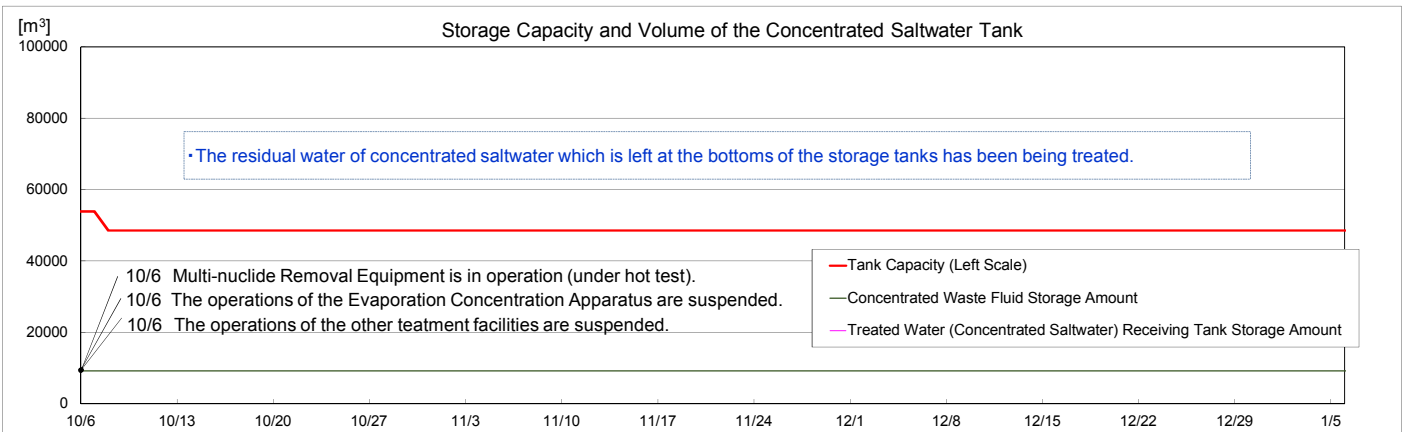 [m³]
Storage Capacity and Volume of the Concentrated Saltwater Tank
100000
80000
・The residual water of concentrated saltwater which is left at the bottoms of the storage tanks has been being treated.
60000
40000
10/6 Multi-nuclide Removal Equipment is in operation (under hot test).
10/6 The operations of the Evaporation Concentration Apparatus are suspended.
10/6 The operations of the other teatment facilities are suspended.
Tank Capacity (Left Scale)
Concentrated Waste Fluid Storage Amount
Treated Water (Concentrated Saltwater) Receiving Tank Storage Amount
20000
0
10/6 10/13 10/20 10/27 11/3 11/10 11/17 11/24 12/1 12/8 12/15 12/22 12/29 1/5